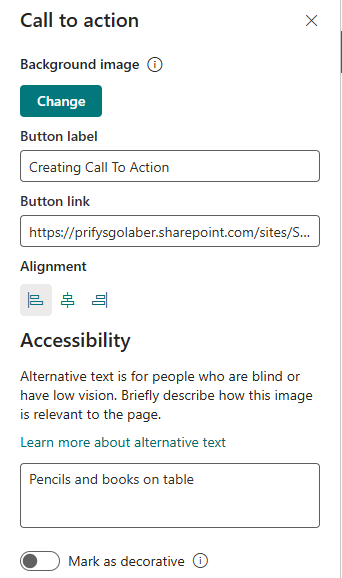 Call to action
Background image
Change
Button label
Creating Call To Action
Button link
https://prifysgolaber.sharepoint.com/sites/S...
Alignment
Accessibility
Alternative text is for people who are blind or
have low vision. Briefly describe how this image
is relevant to the page.
Learn more about alternative text
Pencils and books on table
Mark as decorative